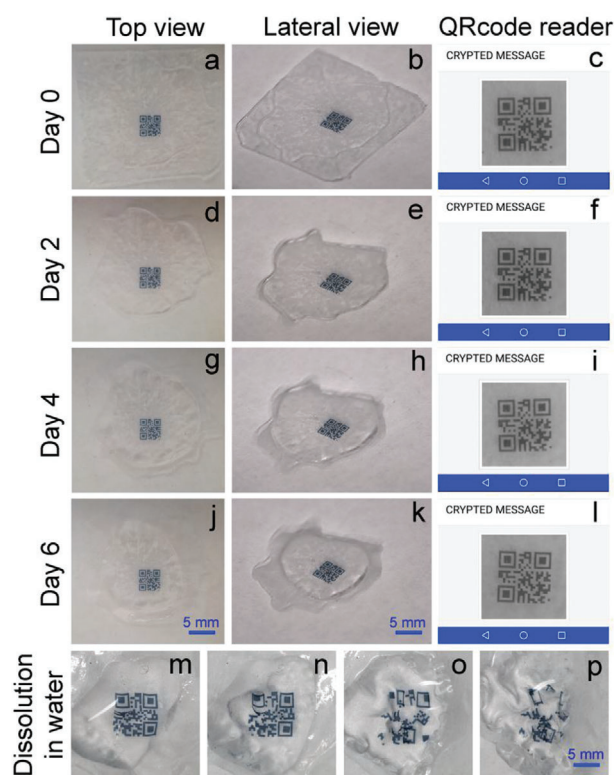 Top view
Lateral view
QRcode reader
Day 0
a
b
CRYPTED MESSAGE
c
Day 2
d
e
CRYPTED MESSAGE
f
Day 4
g
h
CRYPTED MESSAGE
i
Day 6
j
5 mm
k
5 mm
CRYPTED MESSAGE
l
Dissolution
in water
m
n
o
p
5 mm